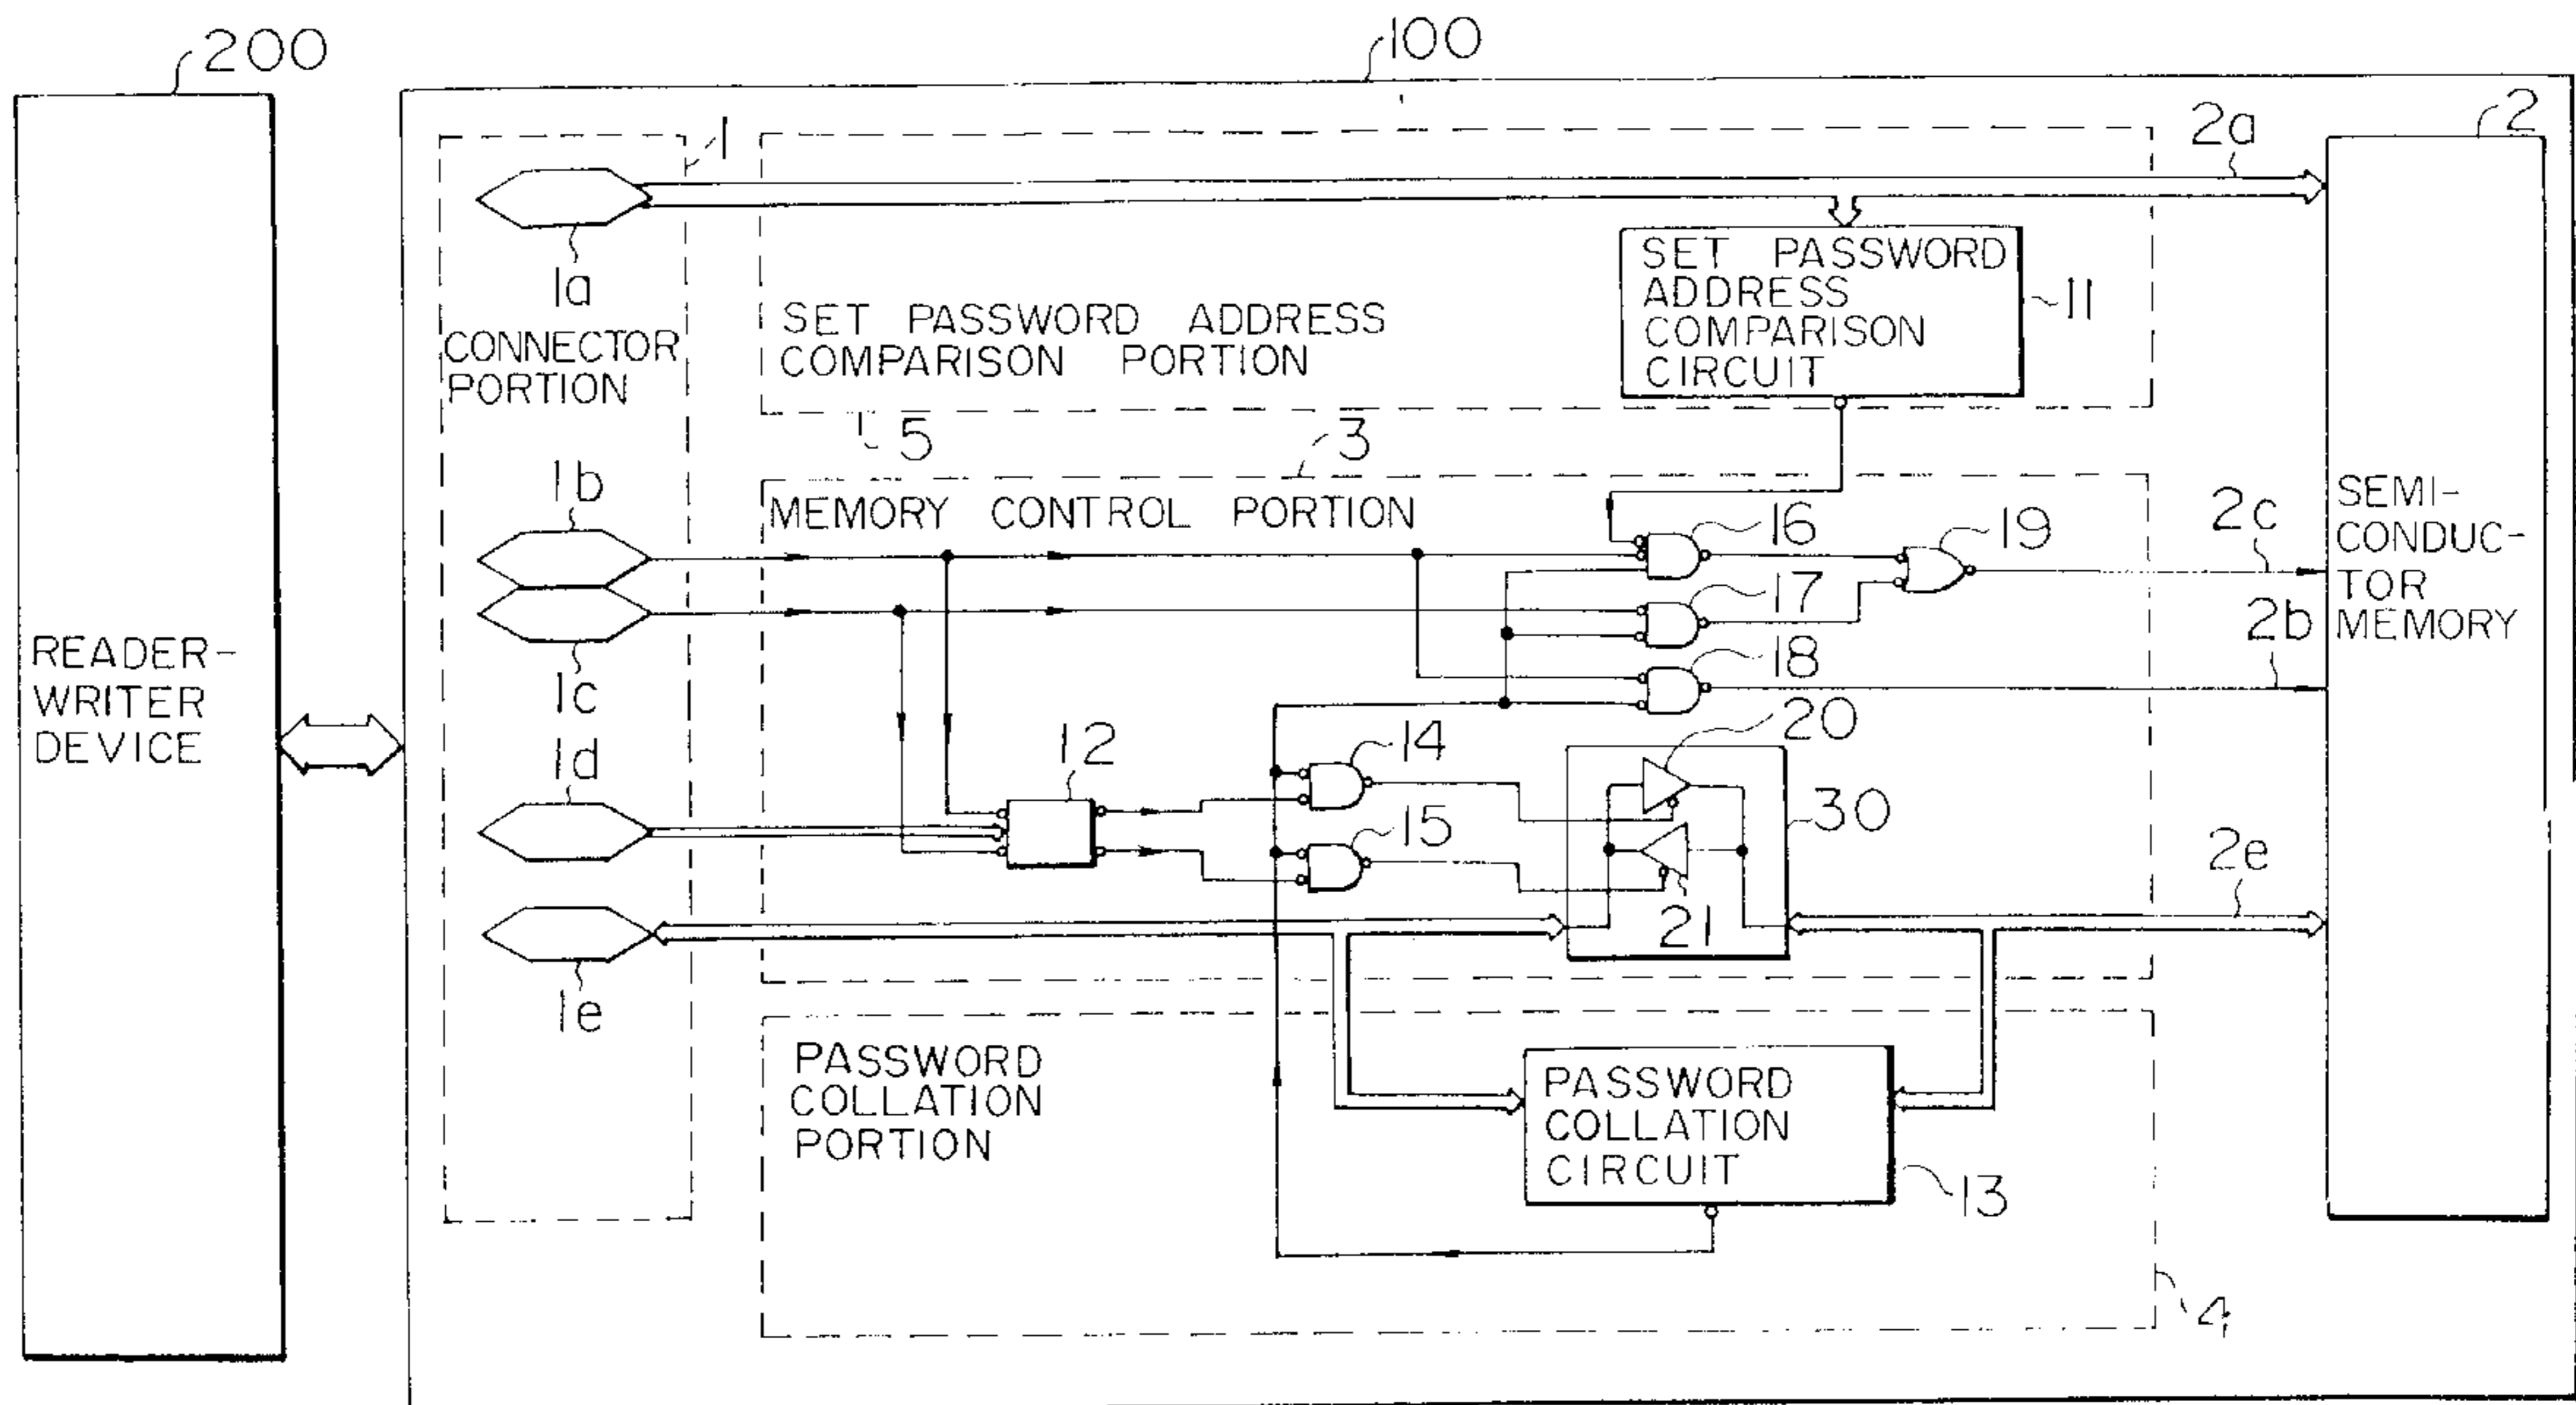 200
100
1
2a
2
1a
SET PASSWORD
ADDRESS
COMPARISON
CIRCUIT
11
SET PASSWORD ADDRESS
COMPARISON PORTION
CONNECTOR
PORTION
5
3
1b
MEMORY CONTROL PORTION
16
19
2c
SEMI-
CONDUC-
TOR
MEMORY
17
2b
READER-
WRITER
DEVICE
1c
18
20
1d
12
14
30
15
2e
21
1e
PASSWORD
COLLATION
PORTION
PASSWORD
COLLATION
CIRCUIT
13
4